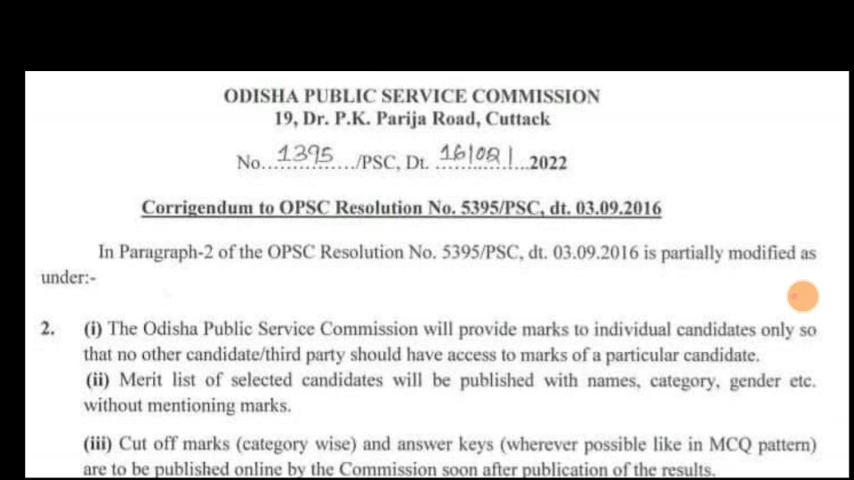 ODISHA PUBLIC SERVICE COMMISSION
19, Dr. P.K. Parija Road, Cuttack
No...1395.../PSC, Dt. 16|02|...2022
Corrigendum to OPSC Resolution No. 5395/PSC, dt. 03.09.2016
In Paragraph-2 of the OPSC Resolution No. 5395/PSC, dt. 03.09.2016 is partially modified as
under:-
2. (i) The Odisha Public Service Commission will provide marks to individual candidates only so
that no other candidate/third party should have access to marks of a particular candidate.
(ii) Merit list of selected candidates will be published with names, category, gender etc.
without mentioning marks.
(iii) Cut off marks (category wise) and answer keys (wherever possible like in MCQ pattern)
are to be published online by the Commission soon after publication of the results.